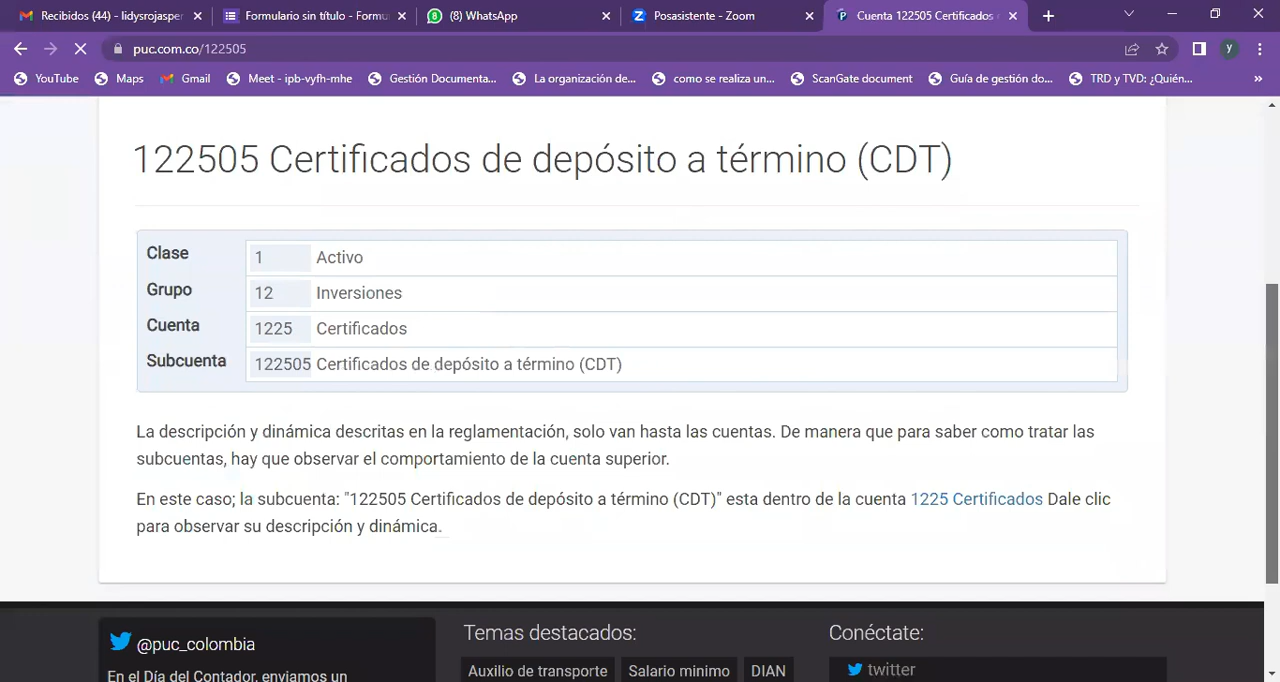 Recibidos (44) - lidysrojasper
Formulario sin título - Formu
(8) WhatsApp
Posasistente - Zoom
Cuenta 122505 Certificados
puc.com.co/122505
y
YouTube
Maps
Gmail
Meet - ipb-vyfh-mhe
Gestión Documenta...
La organización de...
como se realiza un...
ScanGate document
Guía de gestión do...
TRD y TVD: ¿Quién...
»
122505 Certificados de depósito a término (CDT)
Clase 1 Activo
Grupo 12 Inversiones
Cuenta 1225 Certificados
Subcuenta 122505 Certificados de depósito a término (CDT)
La descripción y dinámica descritas en la reglamentación, solo van hasta las cuentas. De manera que para saber como tratar las
subcuentas, hay que observar el comportamiento de la cuenta superior.
En este caso; la subcuenta: "122505 Certificados de depósito a término (CDT)" esta dentro de la cuenta 1225 Certificados Dale clic
para observar su descripción y dinámica.
@puc_colombia
En el Día del Contador, enviamos un
Temas destacados:
Auxilio de transporte
Salario minimo
DIAN
Conéctate:
twitter